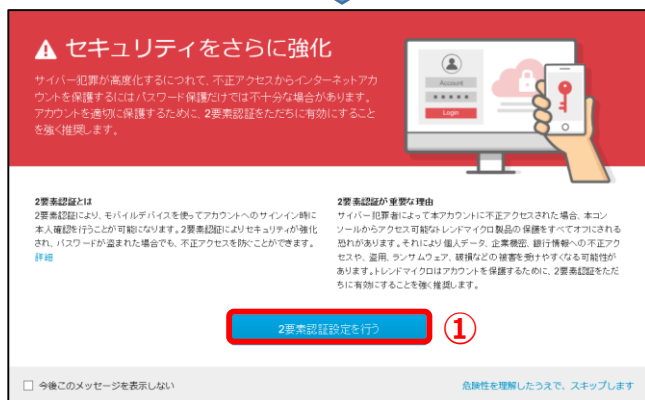 セキュリティをさらに強化
サイバー犯罪が高度化するにつれて、不正アクセスからインターネットアカ
ウントを保護するにはパスワード保護だけでは不十分な場合があります。
アカウントを適切に保護するために、2要素認証をただちに有効にすること
を強く推奨します。
Account
*****
Login
2要素認証とは
2要素認証により、モバイルデバイスを使ってアカウントへのサインイン時に
本人確認を行うことが可能になります。2要素認証によりセキュリティが強化
され、パスワードが盗まれた場合でも、不正アクセスを防ぐことができます。
詳細
2要素認証が重要な理由
サイバー犯罪者によって本アカウントに不正アクセスされた場合、本コン
ソールからアクセス可能なトレンドマイクロ製品の保護をすべてオフにされる
恐れがあります。それにより個人データ、企業機密、銀行情報への不正アク
セスや、盗用、ランサムウェア、破損などの被害を受けやすくなる可能性が
あります。トレンドマイクロはアカウントを保護するために、2要素認証をただ
ちに有効にすることを強く推奨します。
2要素認証設定を行う
①
今後このメッセージを表示しない
危険性を理解したうえで、スキップします